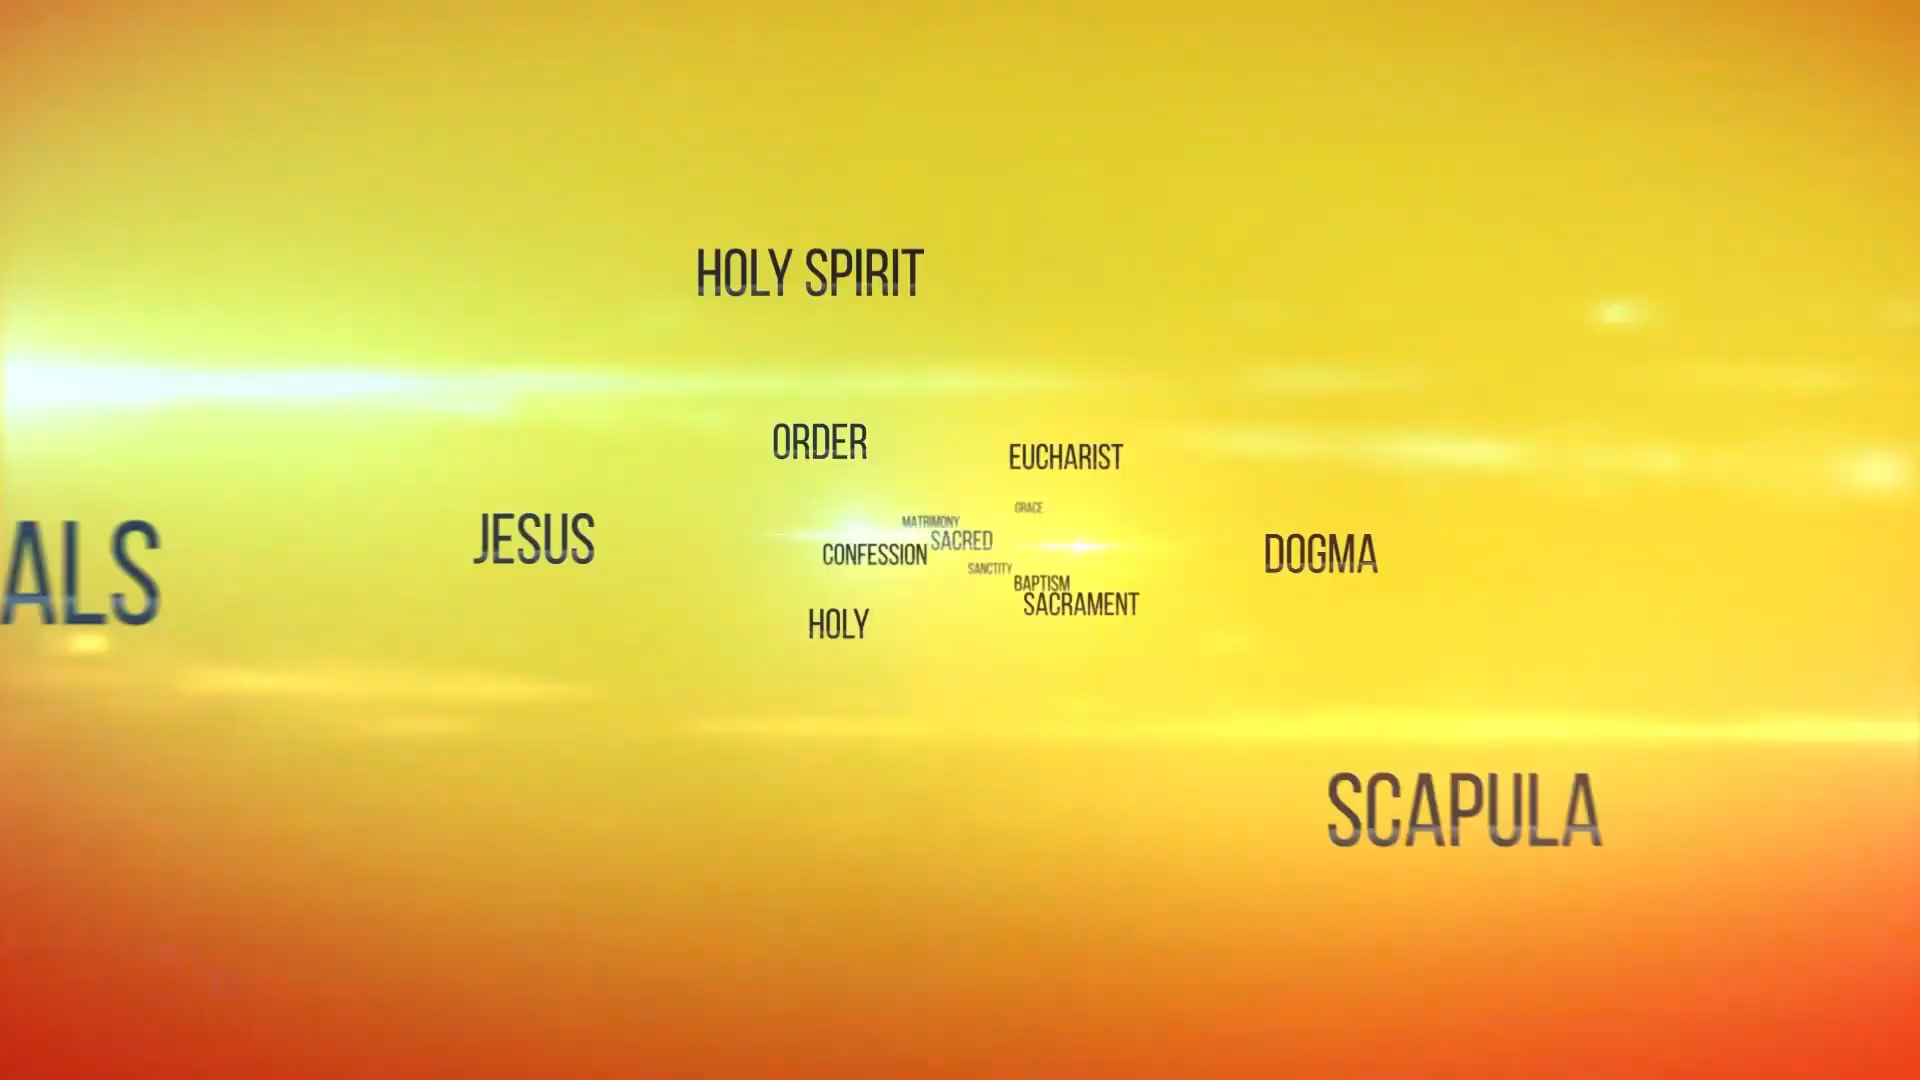 HOLY SPIRIT
ORDER
EUCHARIST
GRACE
MATRIMONY
ALS
JESUS
SACRED
CONFESSION
DOGMA
SANCTITY
BAPTISM
SACRAMENT
HOLY
SCAPULA